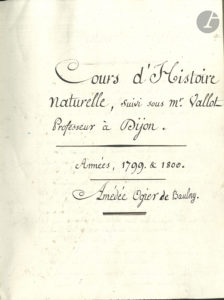 Cours d'Histoire
naturelle, suivi sous mr. Vallot
Professeur à Dijon.
Années, 1799. & 1800.
Amédée Ogier de Baulny.